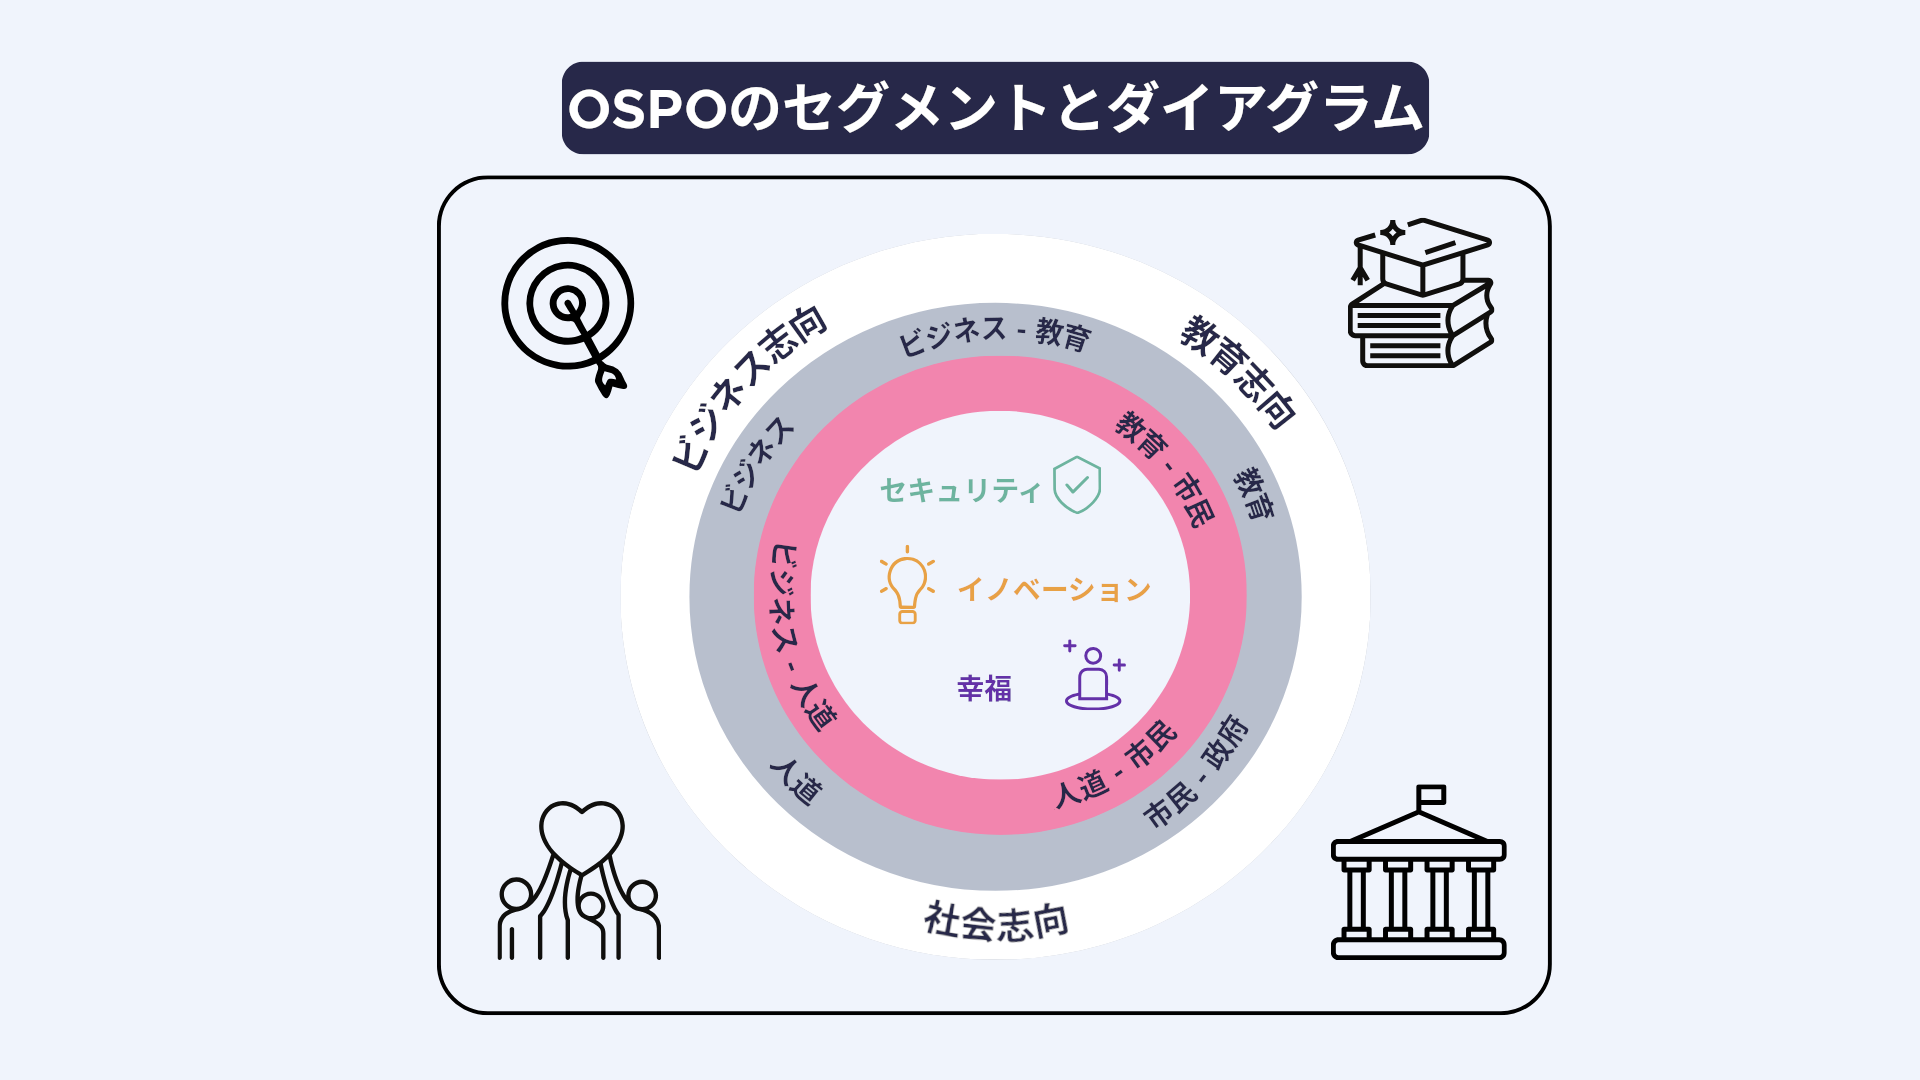 OSPOのセグメントとダイアグラム
ビジネス志向
教育志向
社会志向
ビジネス - 教育
ビジネス
教育
人道
市民 - 政府
教育 - 市民
ビジネス - 人道
人道 - 市民
セキュリティ
イノベーション
幸福